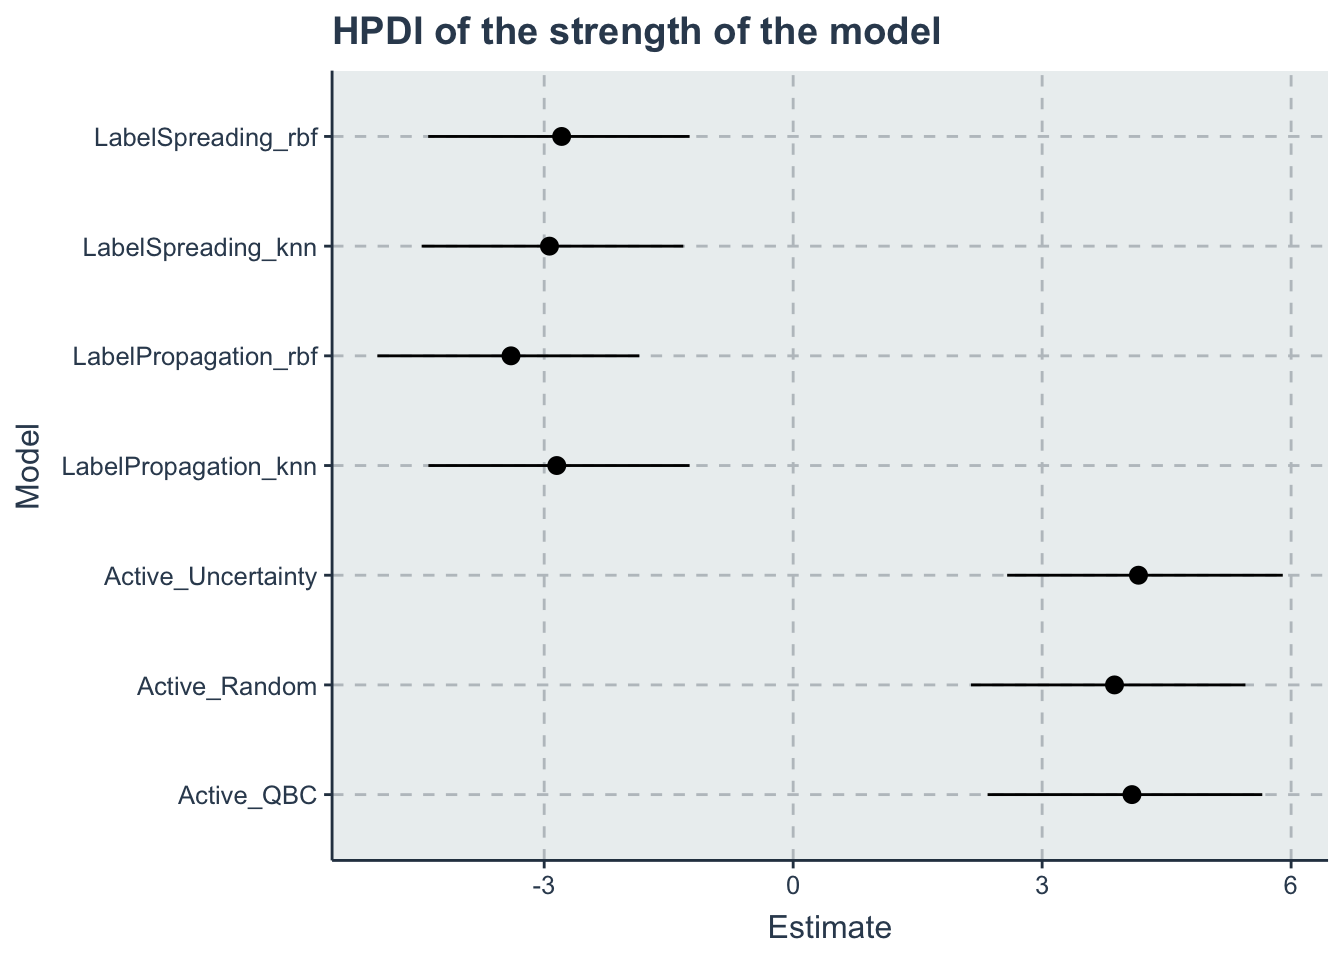 HPDI of the strength of the model
LabelSpreading_rbf
LabelSpreading_knn
LabelPropagation_rbf
LabelPropagation_knn
Active_Uncertainty
Active_Random
Active_QBC
Model
-3
0
3
6
Estimate